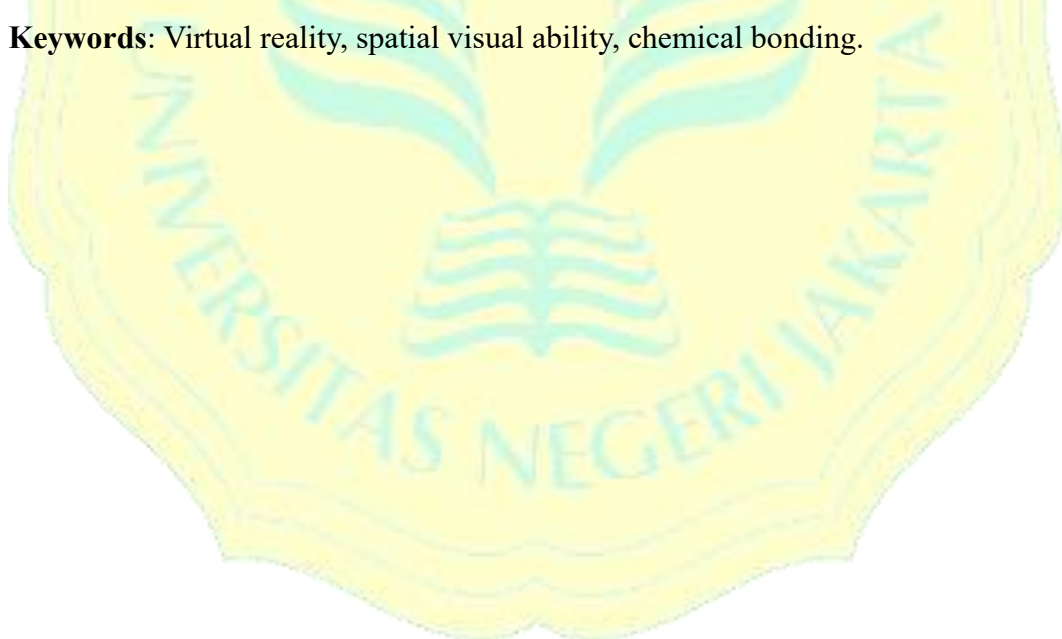 Keywords: Virtual reality, spatial visual ability, chemical bonding.
UNIVERSITAS NEGERI JAKARTA